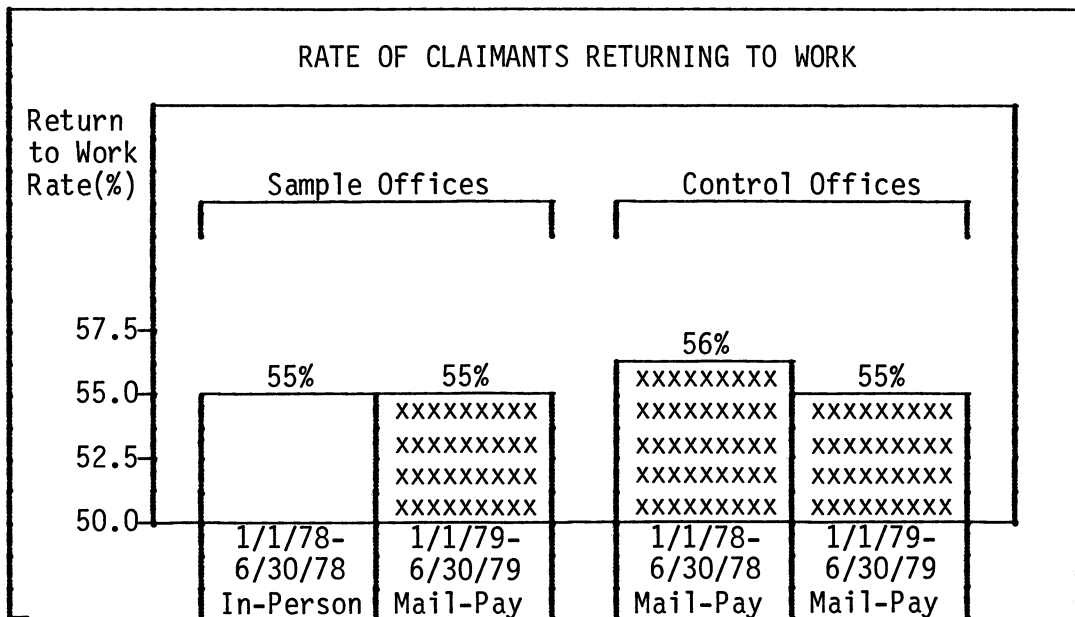 RATE OF CLAIMANTS RETURNING TO WORK
Return
to Work
Rate(%)
Sample Offices
Control Offices
57.5
56%
55%
55%
55%
55.0
xxxxxxxxx
xxxxxxxxx
xxxxxxxxx
xxxxxxxxx
xxxxxxxxx
xxxxxxxxx
xxxxxxxxx
52.5
xxxxxxxxx
xxxxxxxxx
xxxxxxxxx
xxxxxxxxx
xxxxxxxxx
xxxxxxxxx
50.0
1/1/78-
6/30/78
In-Person
1/1/79-
6/30/79
Mail-Pay
1/1/78-
6/30/78
Mail-Pay
1/1/79-
6/30/79
Mail-Pay